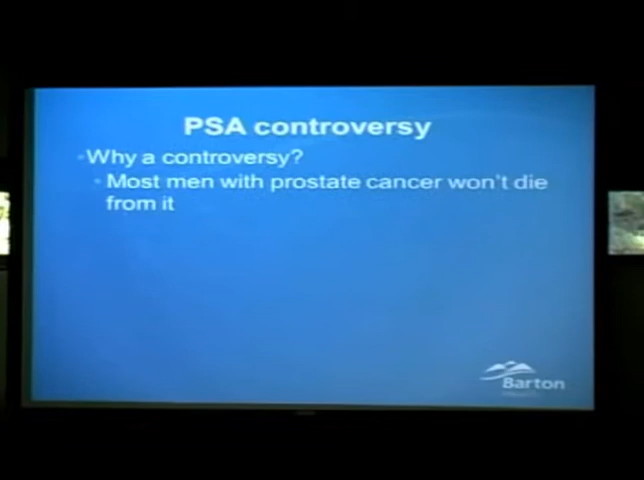 PSA controversy
Why a controversy?
Most men with prostate cancer won't die
from it
Barton